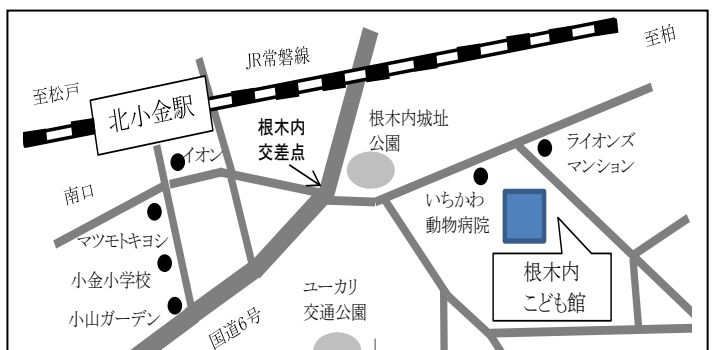 JR常磐線
至柏
至松戸
北小金駅
根木内
交差点
根木内城址
公園
ライオンズ
マンション
イオン
南口
いちかわ
動物病院
マツモトキヨシ
小金小学校
小山ガーデン
根木内
こども館
ユーカリ
交通公園
国道6号